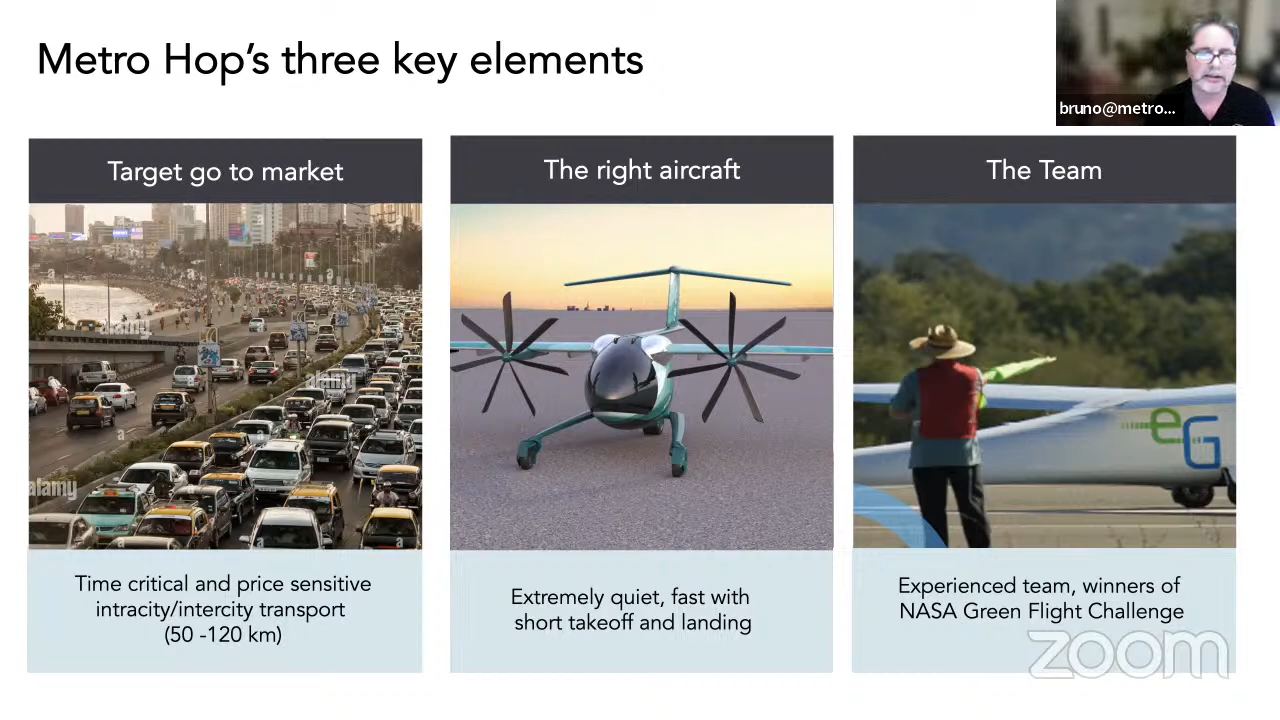 Metro Hop's three key elements
bruno@metro...
Target go to market
The right aircraft
The Team
a
a
alamy
alamy
a
alamy
a
a
eG
Time critical and price sensitive
intracity/intercity transport
(50 -120 km)
Extremely quiet, fast with
short takeoff and landing
Experienced team, winners of
NASA Green Flight Challenge
zoom